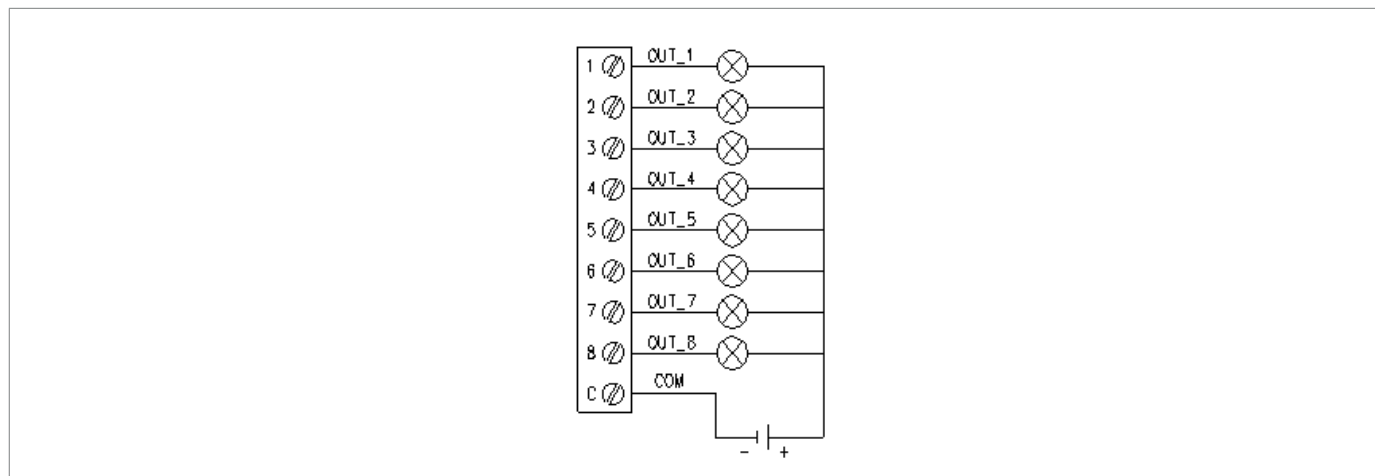 1 OUT_1
2 OUT_2
3 OUT_3
4 OUT_4
5 OUT_5
6 OUT_6
7 OUT_7
8 OUT_8
C COM
- +